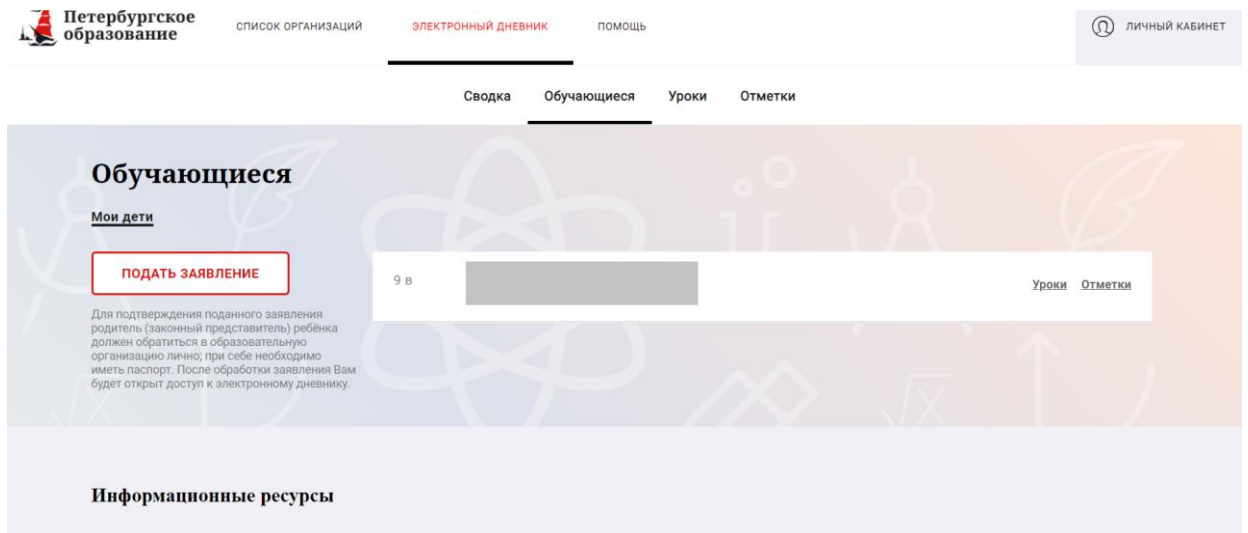 Петербургское
образование
СПИСОК ОРГАНИЗАЦИЙ
ЭЛЕКТРОННЫЙ ДНЕВНИК
ПОМОЩЬ
ЛИЧНЫЙ КАБИНЕТ
Сводка Обучающиеся Уроки Отметки
Обучающиеся
Мои дети
ПОДАТЬ ЗАЯВЛЕНИЕ
Для подтверждения поданного заявления
родитель (законный представитель) ребёнка
должен обратиться в образовательную
организацию лично; при себе необходимо
иметь паспорт. После обработки заявления Вам
будет открыт доступ к электронному дневнику.
9 в
Уроки Отметки
Информационные ресурсы